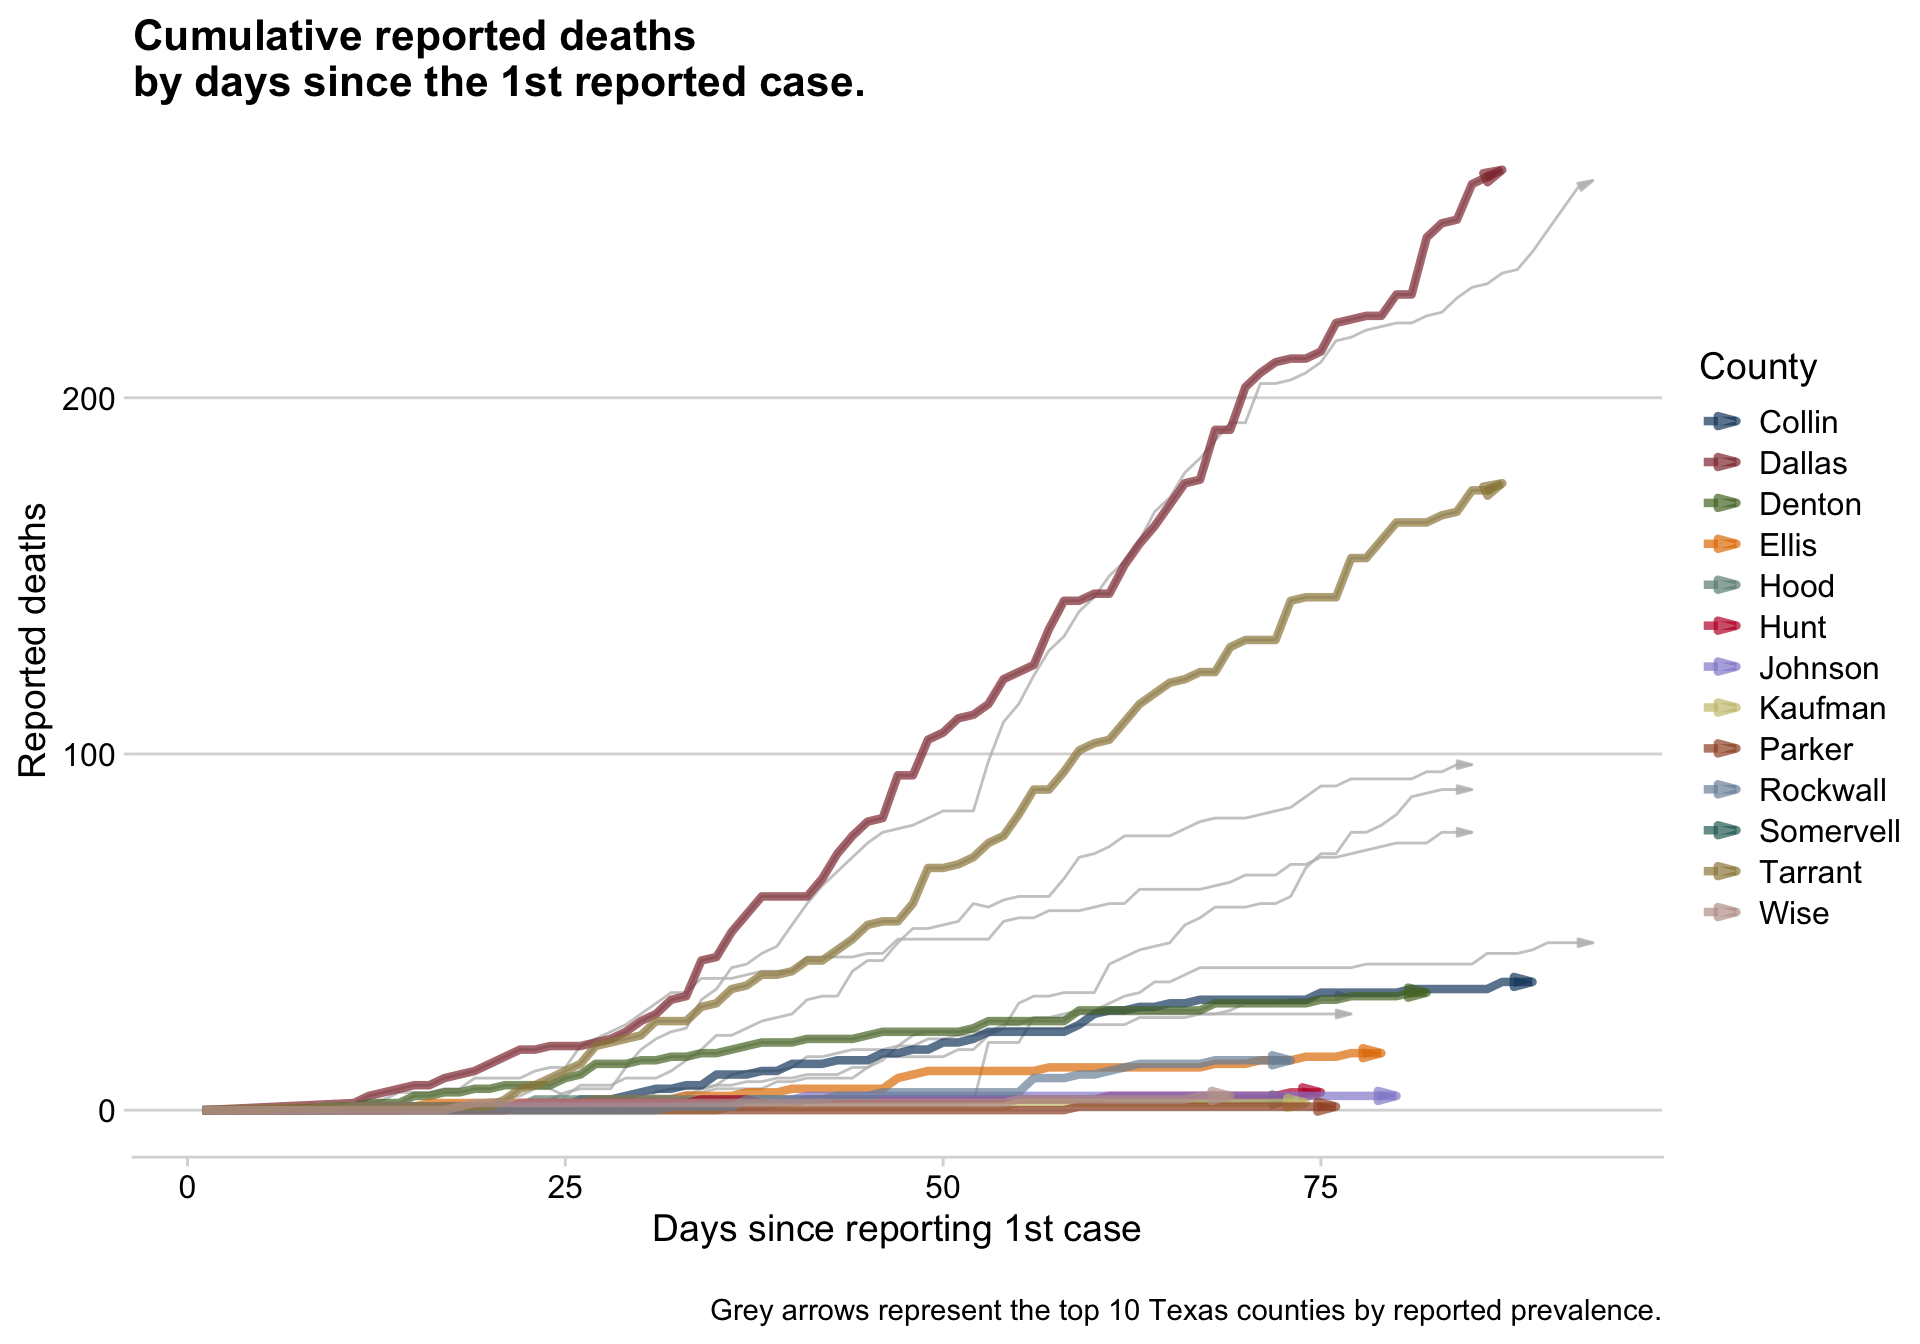 Cumulative reported deaths
by days since the 1st reported case.
Reported deaths
200
100
0
0
25
50
75
Days since reporting 1st case
County
Collin
Dallas
Denton
Ellis
Hood
Hunt
Johnson
Kaufman
Parker
Rockwall
Somervell
Tarrant
Wise
Grey arrows represent the top 10 Texas counties by reported prevalence.